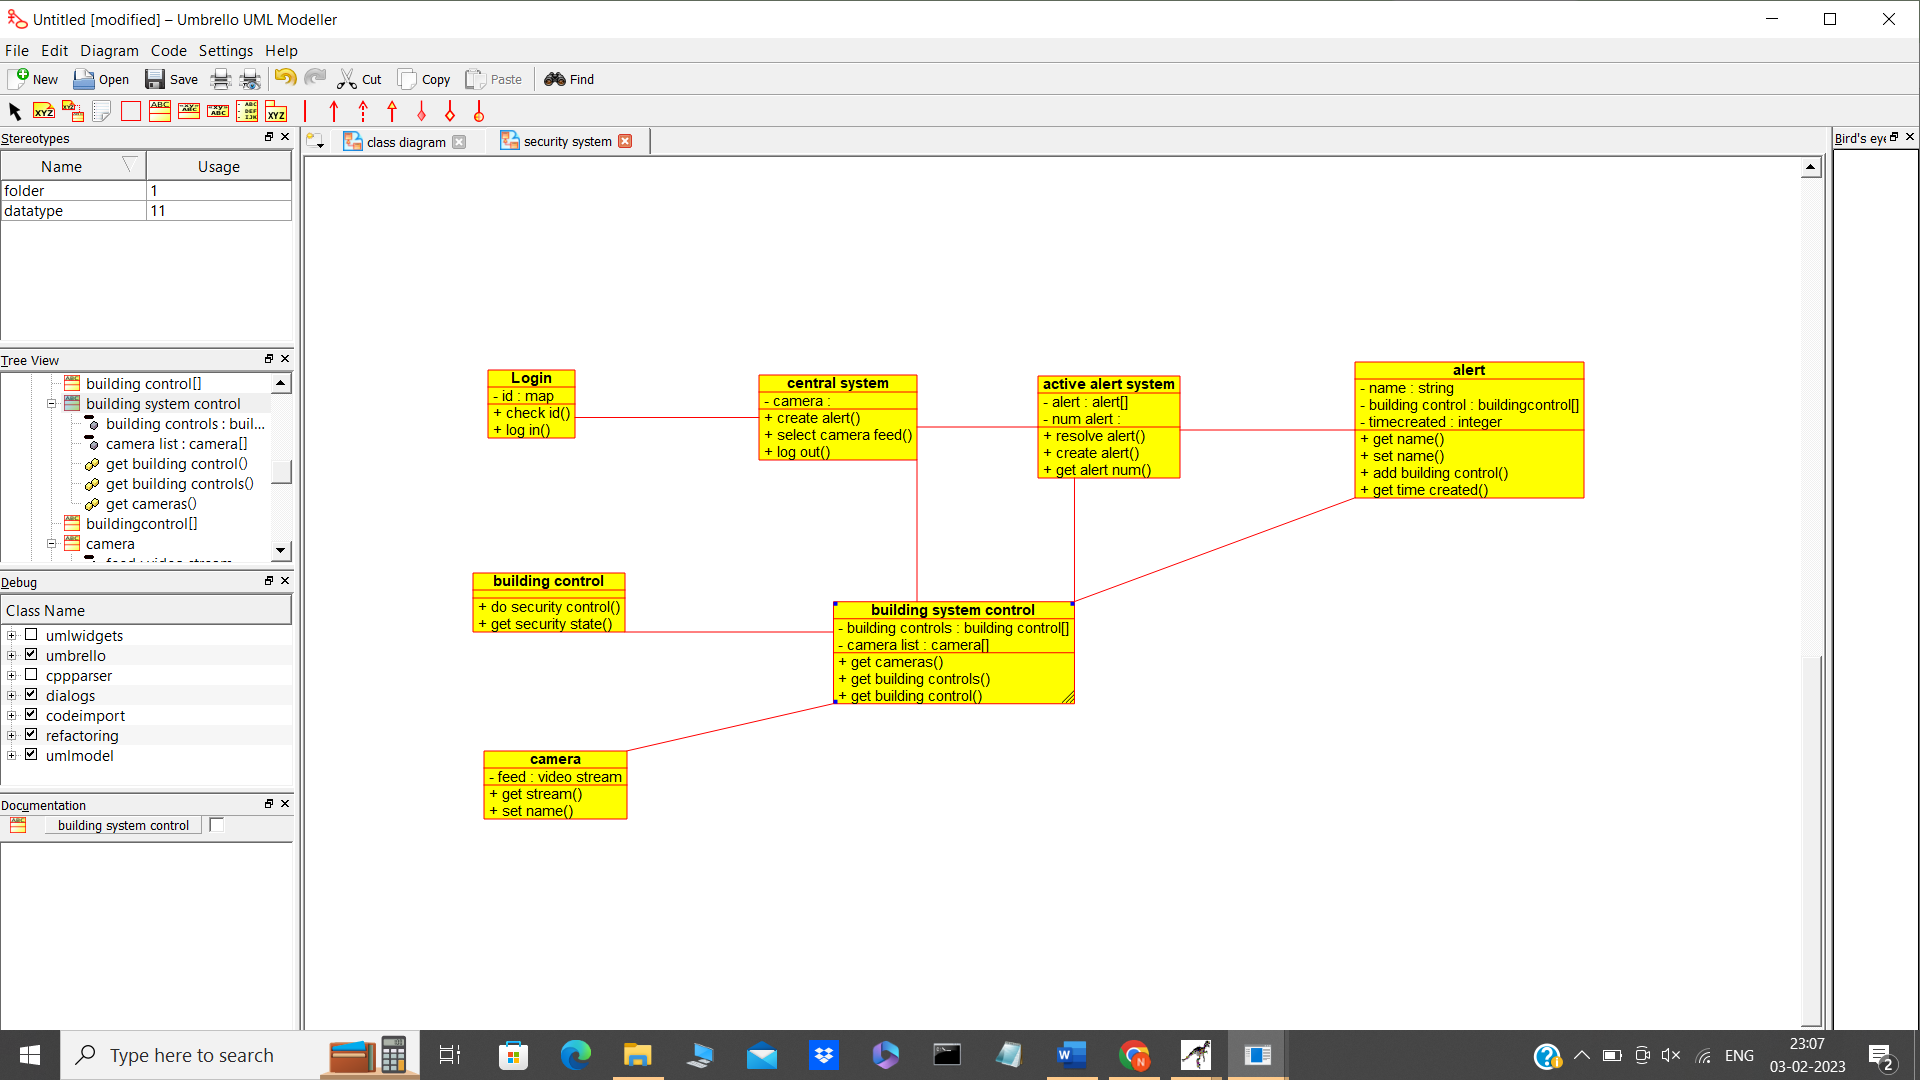 Untitled [modified] – Umbrello UML Modeller
File Edit Diagram Code Settings Help
New Open Save Cut Copy Paste Find
Stereotypes
Name Usage
folder 1
datatype 11
Tree View
building control[]
building system control
building controls : buil...
camera list : camera[]
get building control()
get building controls()
get cameras()
buildingcontrol[]
camera
feed : video stream
Debug
Class Name
umlwidgets
umbrello
cppparser
dialogs
codeimport
refactoring
umlmodel
Documentation
building system control
class diagram
security system
Bird's eye
Login
- id : map
+ check id()
+ log in()
central system
- camera :
+ create alert()
+ select camera feed()
+ log out()
active alert system
- alert : alert[]
- num alert :
+ resolve alert()
+ create alert()
+ get alert num()
alert
- name : string
- building control : buildingcontrol[]
- timecreated : integer
+ get name()
+ set name()
+ add building control()
+ get time created()
building control
+ do security control()
+ get security state()
building system control
- building controls : building control[]
- camera list : camera[]
+ get cameras()
+ get building controls()
+ get building control()
camera
- feed : video stream
+ get stream()
+ set name()
Type here to search
ENG
23:07
03-02-2023
2